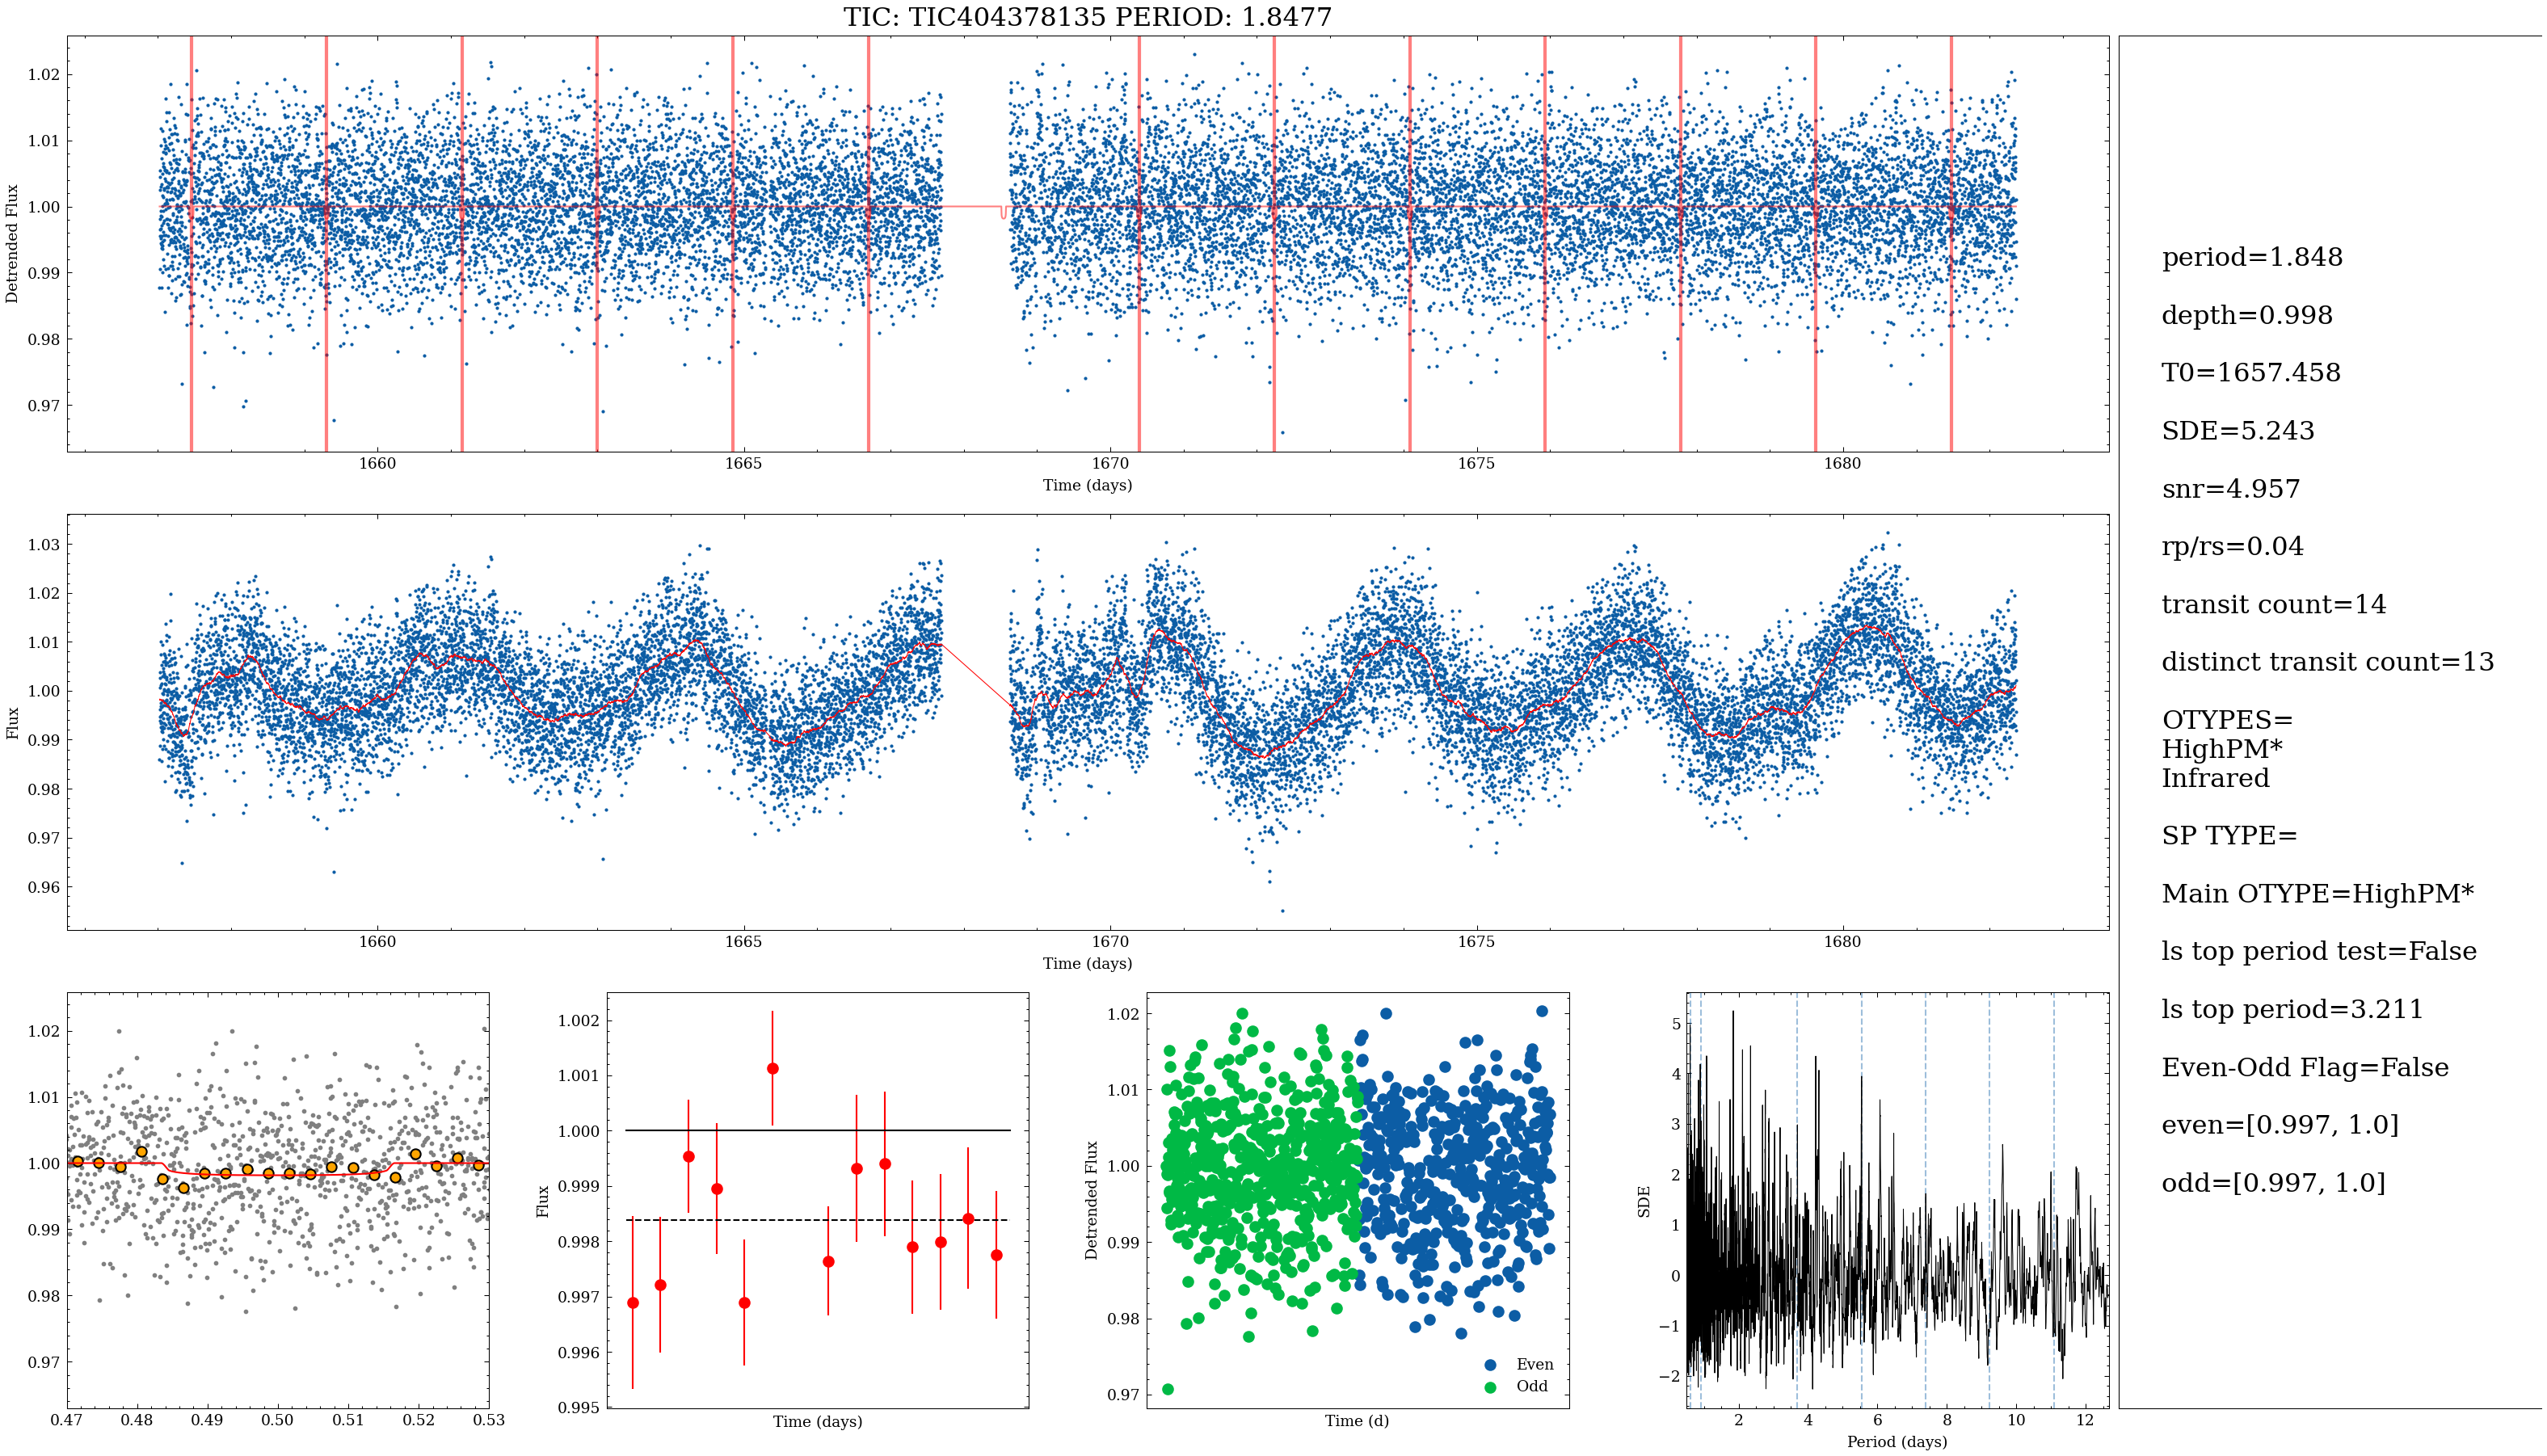 TIC: TIC404378135 PERIOD: 1.8477
1.02
1.01
1.00
0.99
0.98
0.97
Detrended Flux
1660
1665
1670
1675
1680
Time (days)
1.03
1.02
1.01
1.00
0.99
0.98
0.97
0.96
Flux
1660
1665
1670
1675
1680
Time (days)
1.02
1.01
1.00
0.99
0.98
0.97
0.47
0.48
0.49
0.50
0.51
0.52
0.53
1.002
1.001
1.000
0.999
0.998
0.997
0.996
0.995
Flux
Time (days)
1.02
1.01
1.00
0.99
0.98
0.97
Detrended Flux
Even
Odd
Time (d)
5
4
3
2
1
0
−1
−2
SDE
2
4
6
8
10
12
Period (days)
period=1.848
depth=0.998
T0=1657.458
SDE=5.243
snr=4.957
rp/rs=0.04
transit count=14
distinct transit count=13
OTYPES=
HighPM*
Infrared
SP TYPE=
Main OTYPE=HighPM*
ls top period test=False
ls top period=3.211
Even-Odd Flag=False
even=[0.997, 1.0]
odd=[0.997, 1.0]